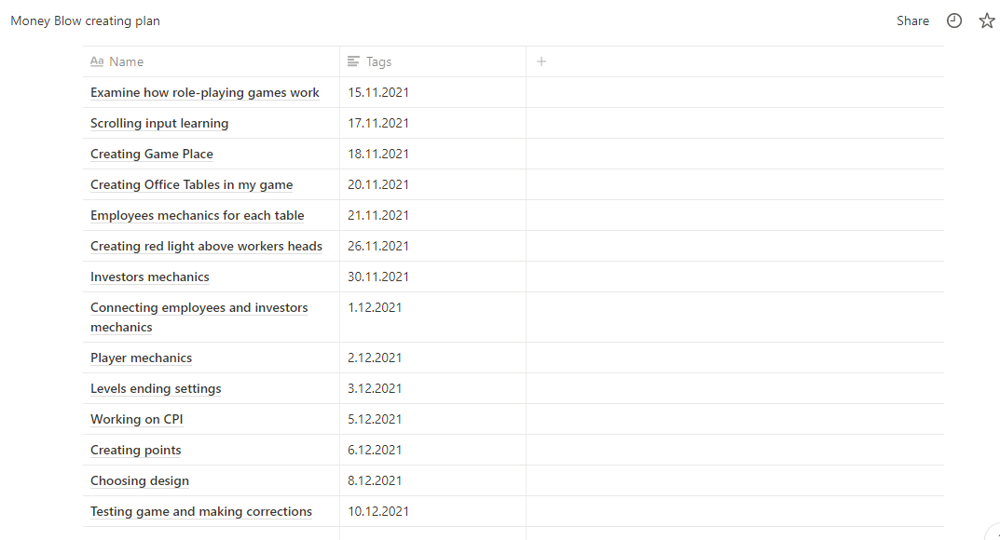 Money Blow creating plan
Share
Aa Name Tags +
Examine how role-playing games work 15.11.2021
Scrolling input learning 17.11.2021
Creating Game Place 18.11.2021
Creating Office Tables in my game 20.11.2021
Employees mechanics for each table 21.11.2021
Creating red light above workers heads 26.11.2021
Investors mechanics 30.11.2021
Connecting employees and investors 1.12.2021
mechanics
Player mechanics 2.12.2021
Levels ending settings 3.12.2021
Working on CPI 5.12.2021
Creating points 6.12.2021
Choosing design 8.12.2021
Testing game and making corrections 10.12.2021